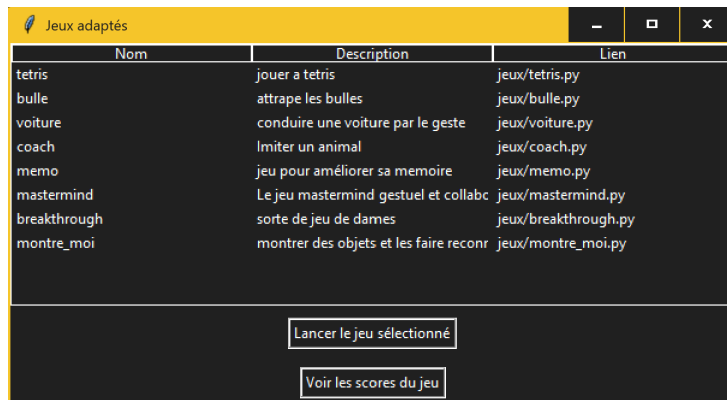 Jeux adaptés
Nom Description Lien
tetris jouer a tetris jeux/tetris.py
bulle attrape les bulles jeux/bulle.py
voiture conduire une voiture par le geste jeux/voiture.py
coach Imiter un animal jeux/coach.py
memo jeu pour améliorer sa memoire jeux/memo.py
mastermind Le jeu mastermind gestuel et collabc jeux/mastermind.py
breakthrough sorte de jeu de dames jeux/breakthrough.py
montre_moi montrer des objets et les faire reconr jeux/montre_moi.py
Lancer le jeu sélectionné
Voir les scores du jeu